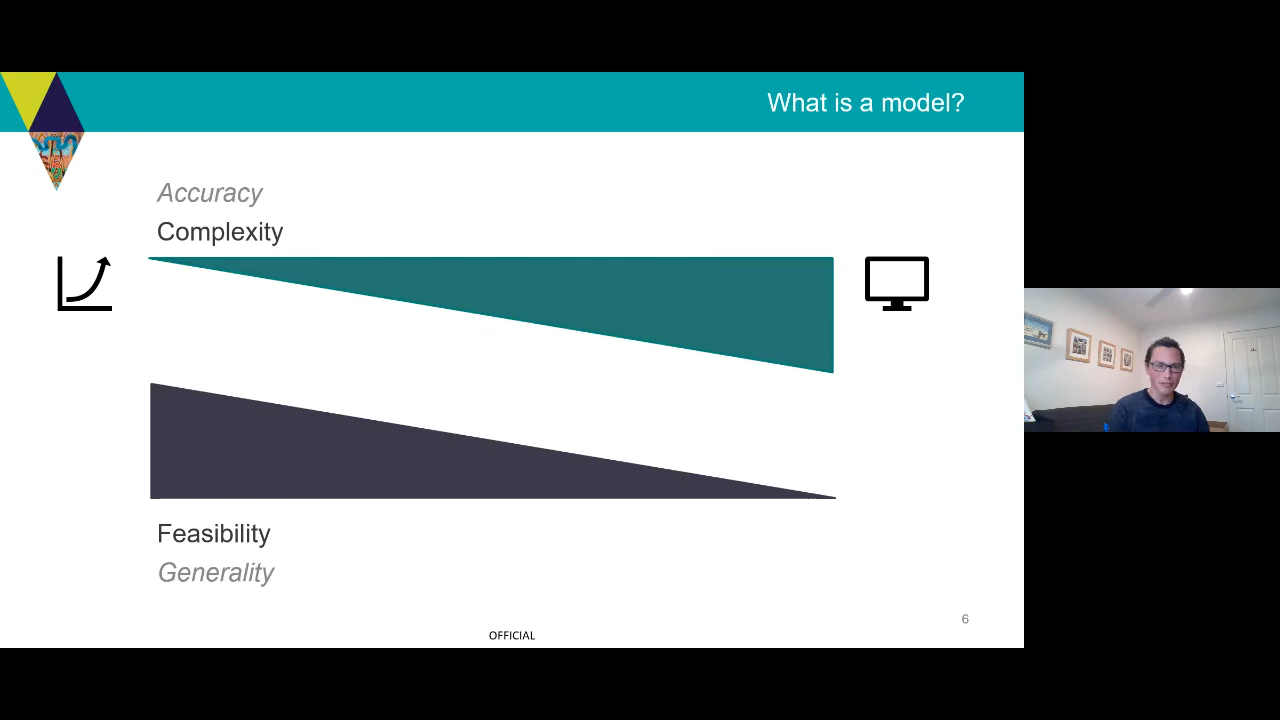 What is a model?
Accuracy
Complexity
Feasibility
Generality
6
OFFICIAL